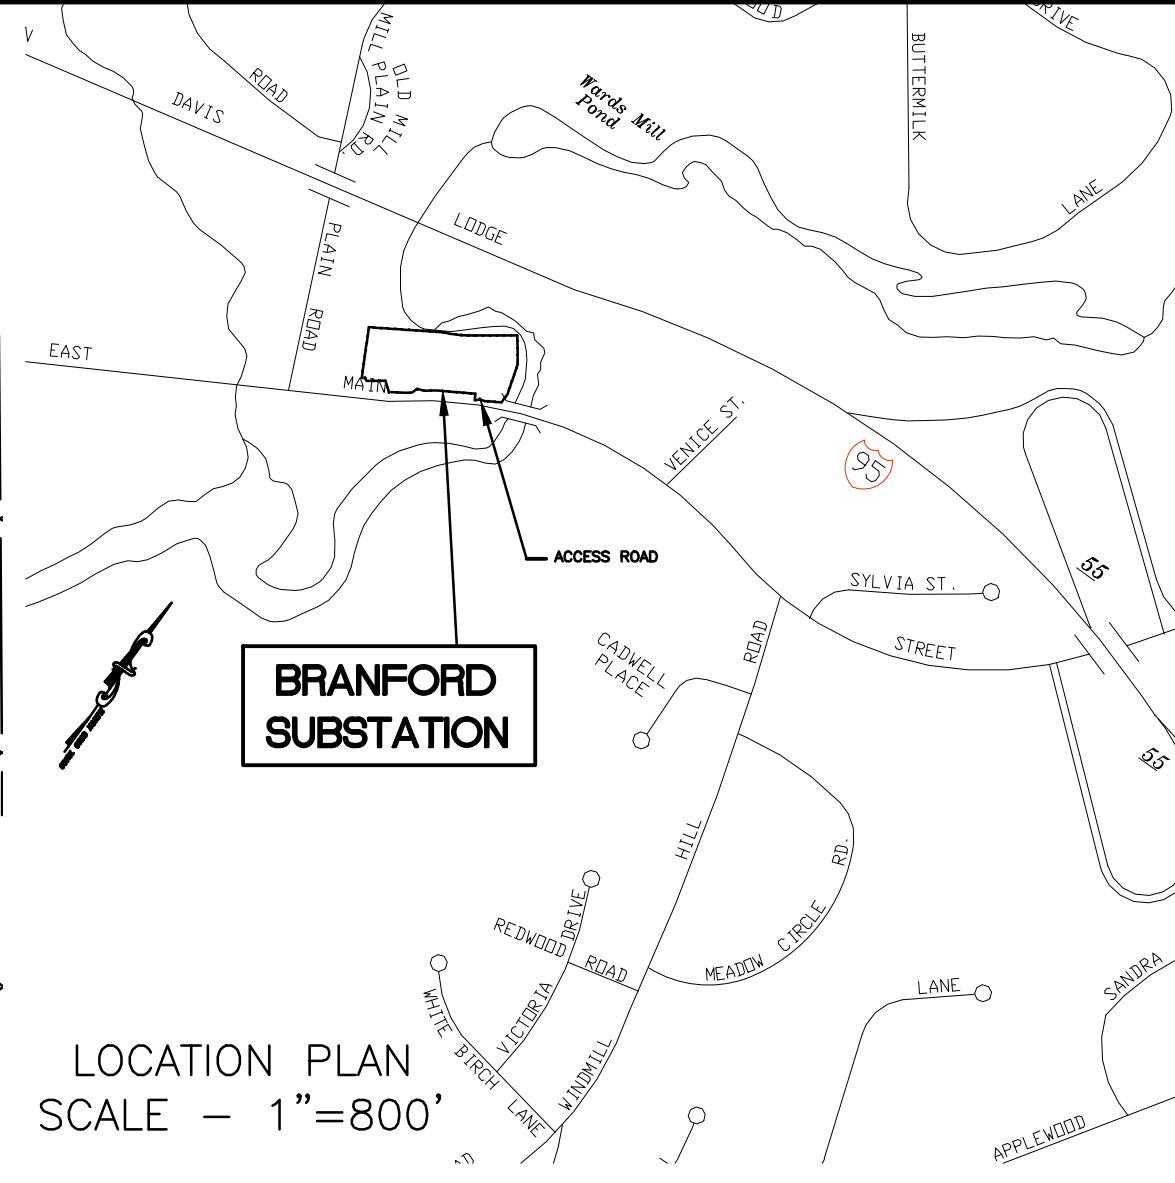 DRIVE
BUTTERMILK
ROAD
MILL PLAIN RD.
OLD MILL
Wards Mill
Pond
DAVIS
LANE
LODGE
PLAIN
ROAD
EAST
MAIN
VENICE ST.
95
ACCESS ROAD
55
SYLVIA ST.
STREET
ROAD
CADWELL
PLACE
BRANFORD
SUBSTATION
55
HILL
RD.
MEADOW CIRCLE
REDWOOD
ROAD
DRIVE
VICTORIA
WHITE BIRCH LANE
WINDMILL
LANE
SANDRA
APPLEWOOD
LOCATION PLAN
SCALE - 1"=800'